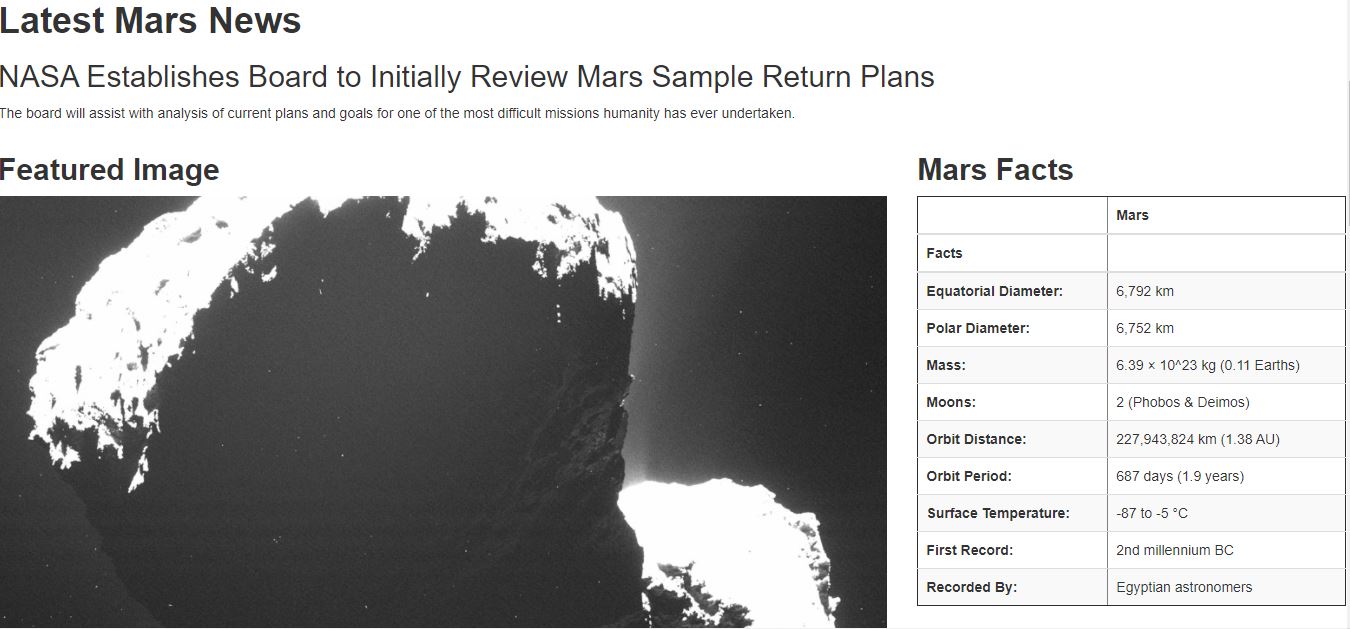 Latest Mars News
NASA Establishes Board to Initially Review Mars Sample Return Plans
The board will assist with analysis of current plans and goals for one of the most difficult missions humanity has ever undertaken.
Featured Image
Mars Facts
Mars
Facts
Equatorial Diameter: 6,792 km
Polar Diameter: 6,752 km
Mass: 6.39 × 10^23 kg (0.11 Earths)
Moons: 2 (Phobos & Deimos)
Orbit Distance: 227,943,824 km (1.38 AU)
Orbit Period: 687 days (1.9 years)
Surface Temperature: -87 to -5 °C
First Record: 2nd millennium BC
Recorded By: Egyptian astronomers